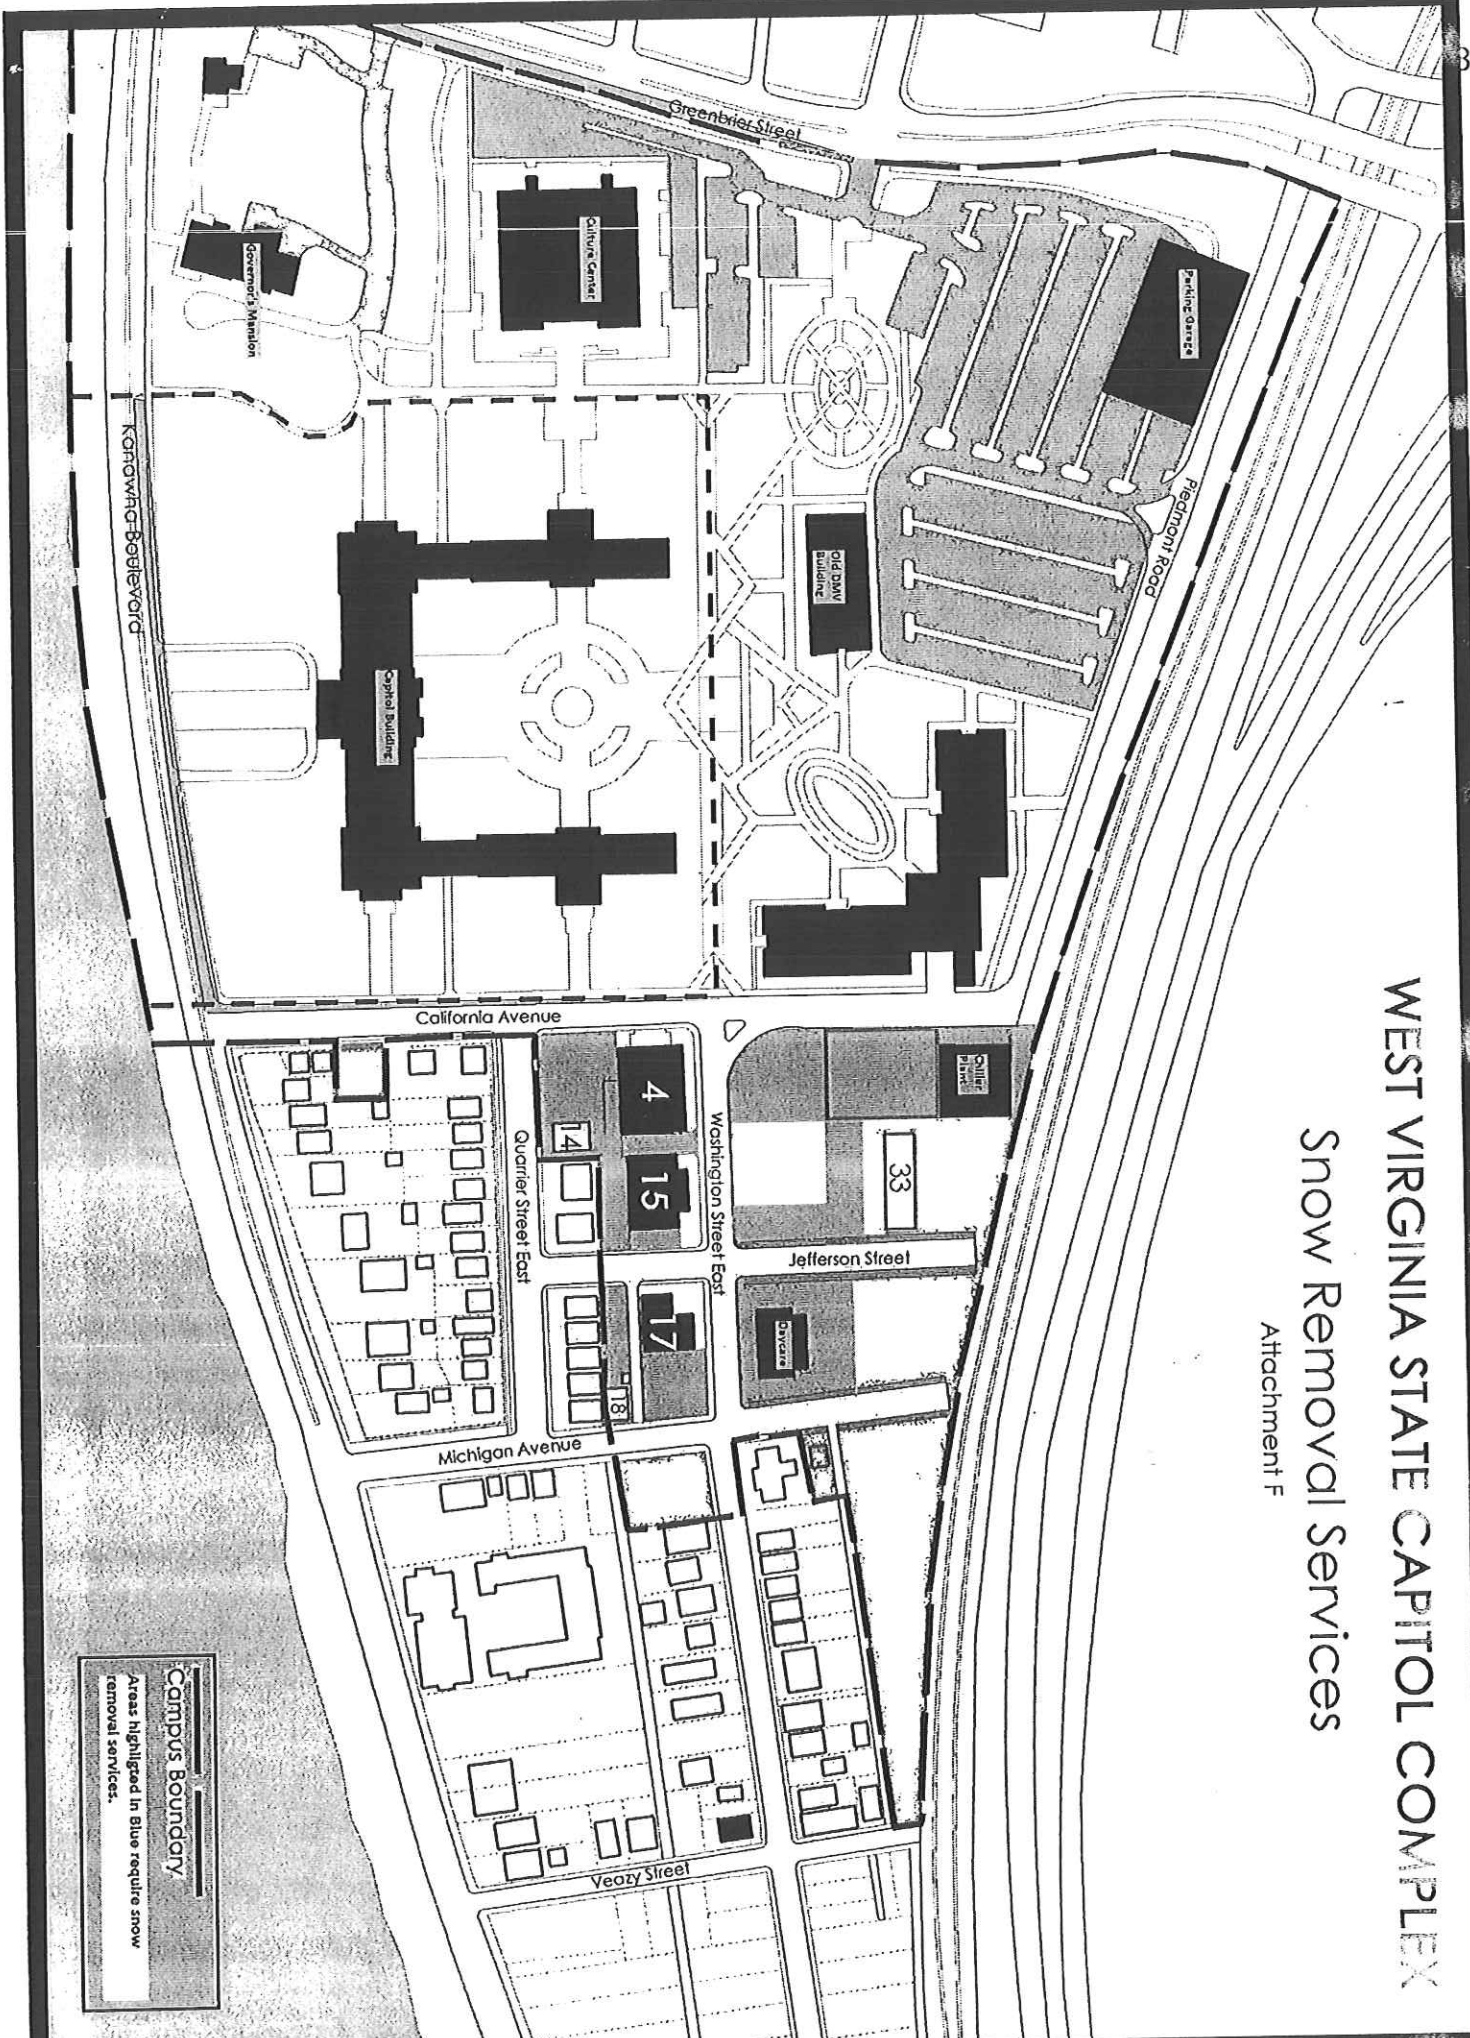 WEST VIRGINIA STATE CAPITOL COMPLEX
Snow Removal Services
Attachment F
Greenbrier Street
Parking Garage
Piedmont Road
Culture Center
Governor's Mansion
Old DMV
Building
Capitol Building
Kanawha Boulevard
California Avenue
Chiller
Plant
33
4
14
15
Washington Street East
Quarrier Street East
Jefferson Street
Daycare
17
18
Michigan Avenue
Veazy Street
Campus Boundary
Areas highligted in Blue require snow
removal services.
3